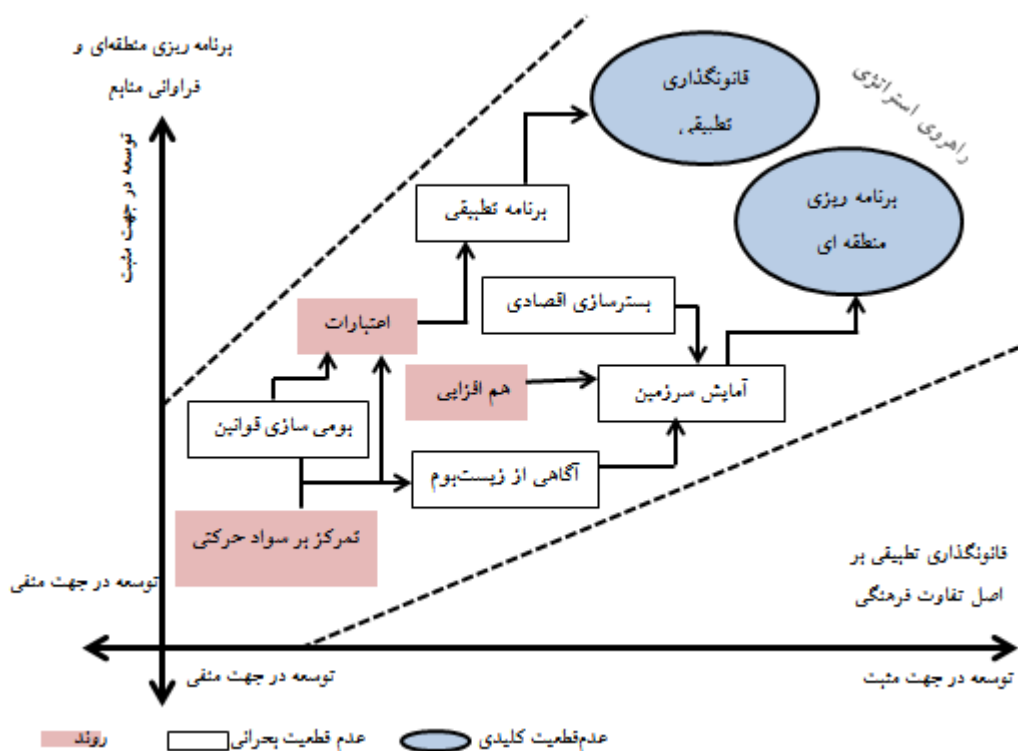 برنامه ریزی منطقه‌ای و
فراوانی منابع
توسعه در جهت مثبت
قانونگذاری
تطبیقی
راهروی استراتژی
برنامه ریزی
منطقه ای
برنامه تطبیقی
بسترسازی اقصادی
اعتبارات
هم افزایی
آمایش سرزمین
بومی سازی قوانین
آگاهی از زیست‌بوم
تمرکز بر سواد حرکتی
قانونگذاری تطبیقی بر
اصل تفاوت فرهنگی
توسعه در جهت منفی
توسعه در جهت منفی
توسعه در جهت مثبت
عدم‌قطعیت کلیدی
عدم قطعیت بحرانی
روند